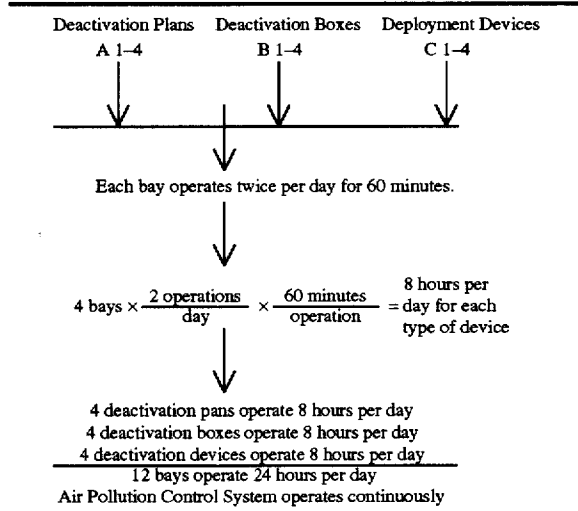 Deactivation Plans Deactivation Boxes Deployment Devices
A 1–4 B 1–4 C 1–4
Each bay operates twice per day for 60 minutes.
4 bays × 2 operations / day × 60 minutes / operation = 8 hours per day for each type of device
4 deactivation pans operate 8 hours per day
4 deactivation boxes operate 8 hours per day
4 deactivation devices operate 8 hours per day
12 bays operate 24 hours per day
Air Pollution Control System operates continuously